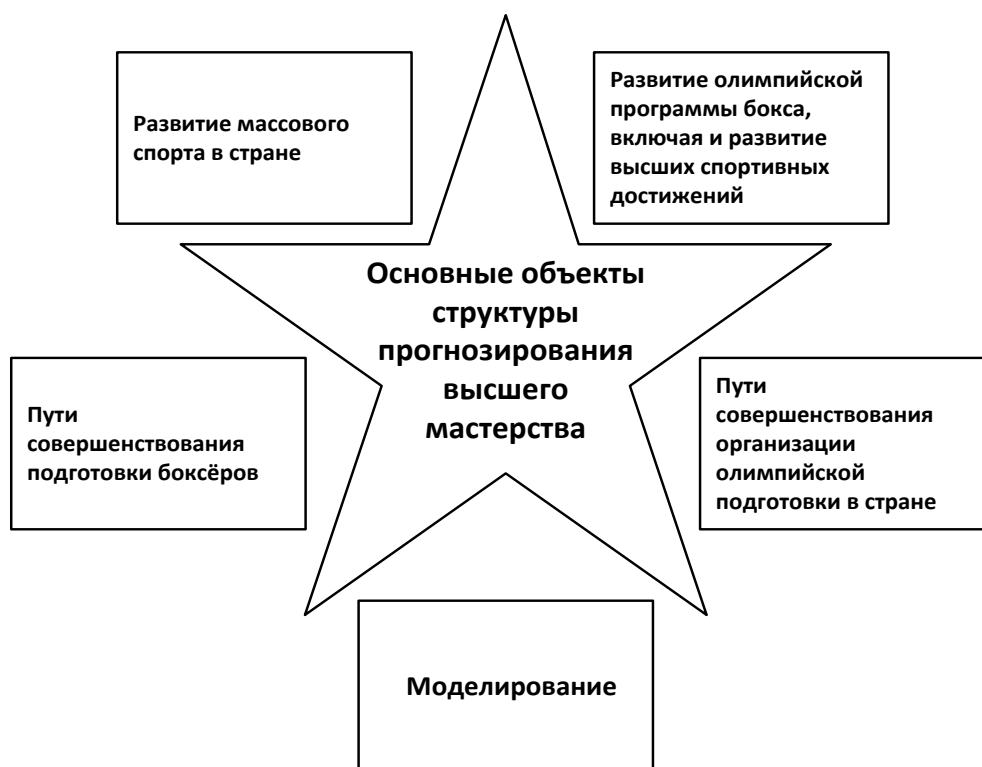 Развитие массового
спорта в стране
Развитие олимпийской
программы бокса,
включая и развитие
высших спортивных
достижений
Основные объекты
структуры
прогнозирования
высшего
мастерства
Пути
совершенствования
подготовки боксёров
Пути
совершенствования
организации
олимпийской
подготовки в стране
Моделирование